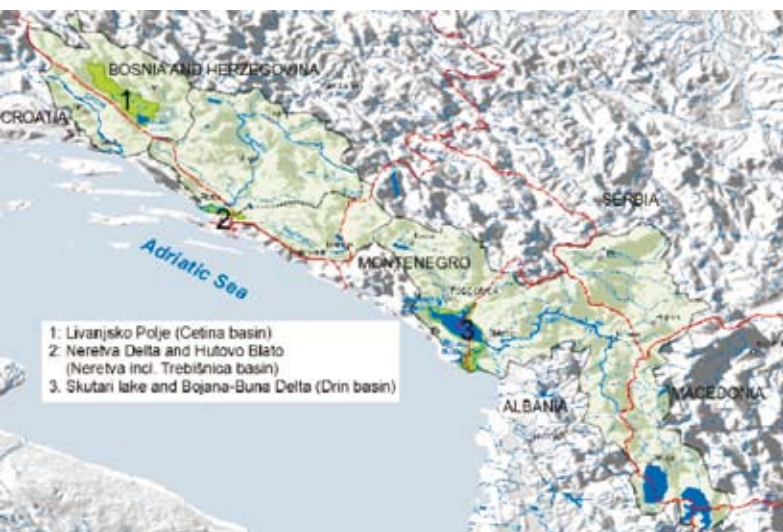 BOSNIA AND HERZEGOVINA
1
CROATIA
SERBIA
2
Adriatic Sea
MONTENEGRO
3
1: Livanjsko Polje (Cetina basin)
2: Neretva Delta and Hutovo Blato
(Neretva incl. Trebišnica basin)
3. Skutari lake and Bojana-Buna Delta (Drin basin)
MACEDONIA
ALBANIA